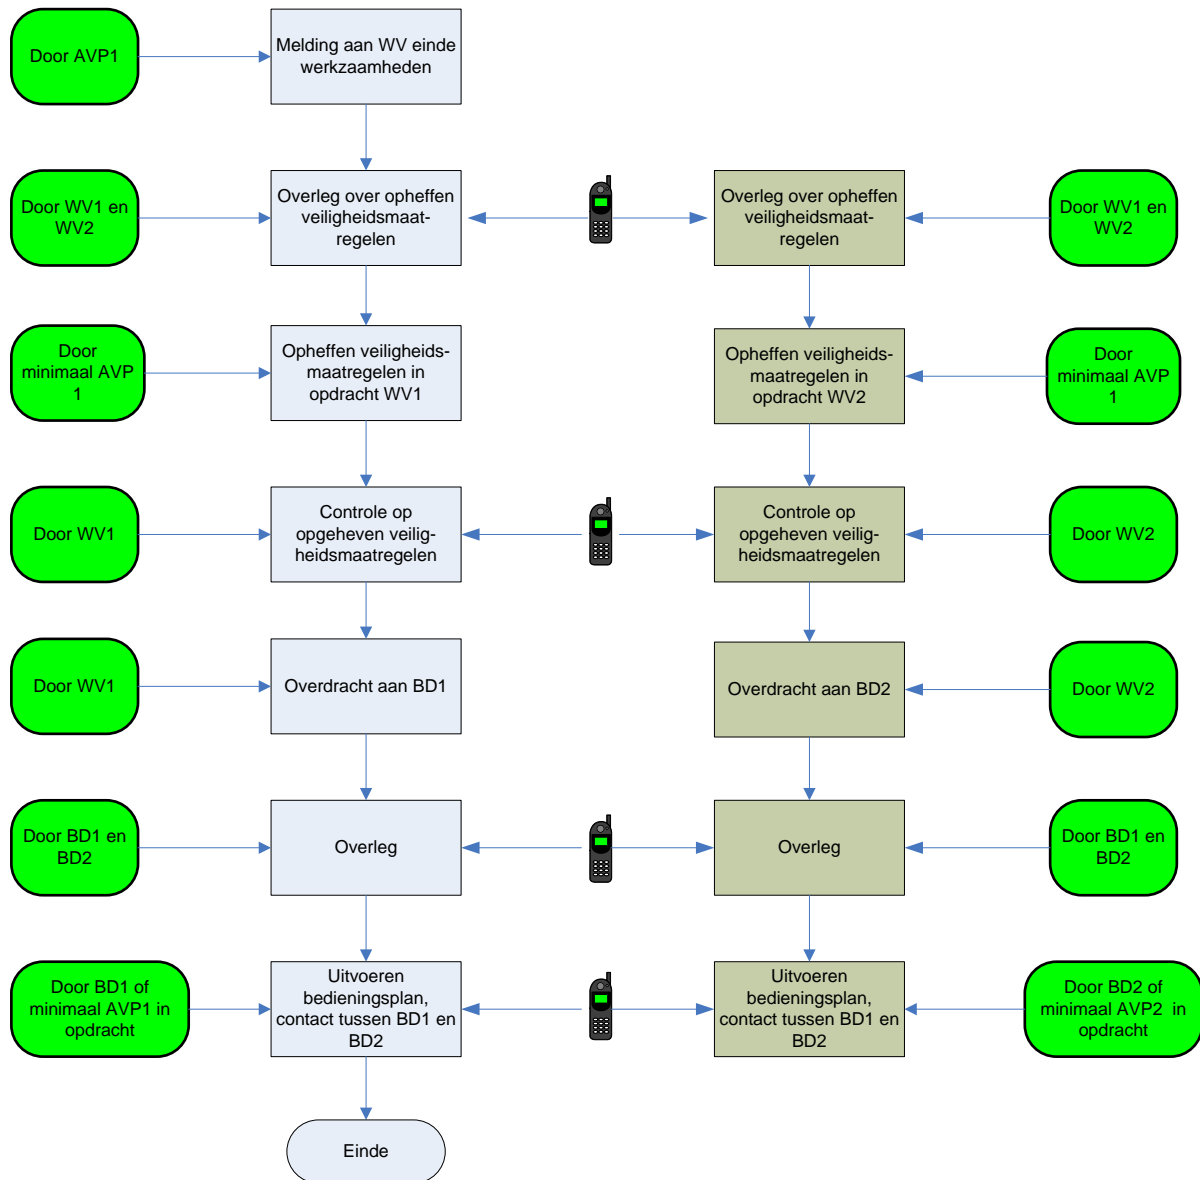 Door AVP1
Melding aan WV einde
werkzaamheden
Door WV1 en
WV2
Overleg over opheffen
veiligheidsmaat-
regelen
Overleg over opheffen
veiligheidsmaat-
regelen
Door WV1 en
WV2
Door
minimaal AVP
1
Opheffen veiligheids-
maatregelen in
opdracht WV1
Opheffen veiligheids-
maatregelen in
opdracht WV2
Door
minimaal AVP
1
Door WV1
Controle op
opgeheven veilig-
heidsmaatregelen
Controle op
opgeheven veilig-
heidsmaatregelen
Door WV2
Door WV1
Overdracht aan BD1
Overdracht aan BD2
Door WV2
Door BD1 en
BD2
Overleg
Overleg
Door BD1 en
BD2
Door BD1 of
minimaal AVP1 in
opdracht
Uitvoeren
bedieningsplan,
contact tussen BD1 en
BD2
Uitvoeren
bedieningsplan,
contact tussen BD1 en
BD2
Door BD2 of
minimaal AVP2 in
opdracht
Einde